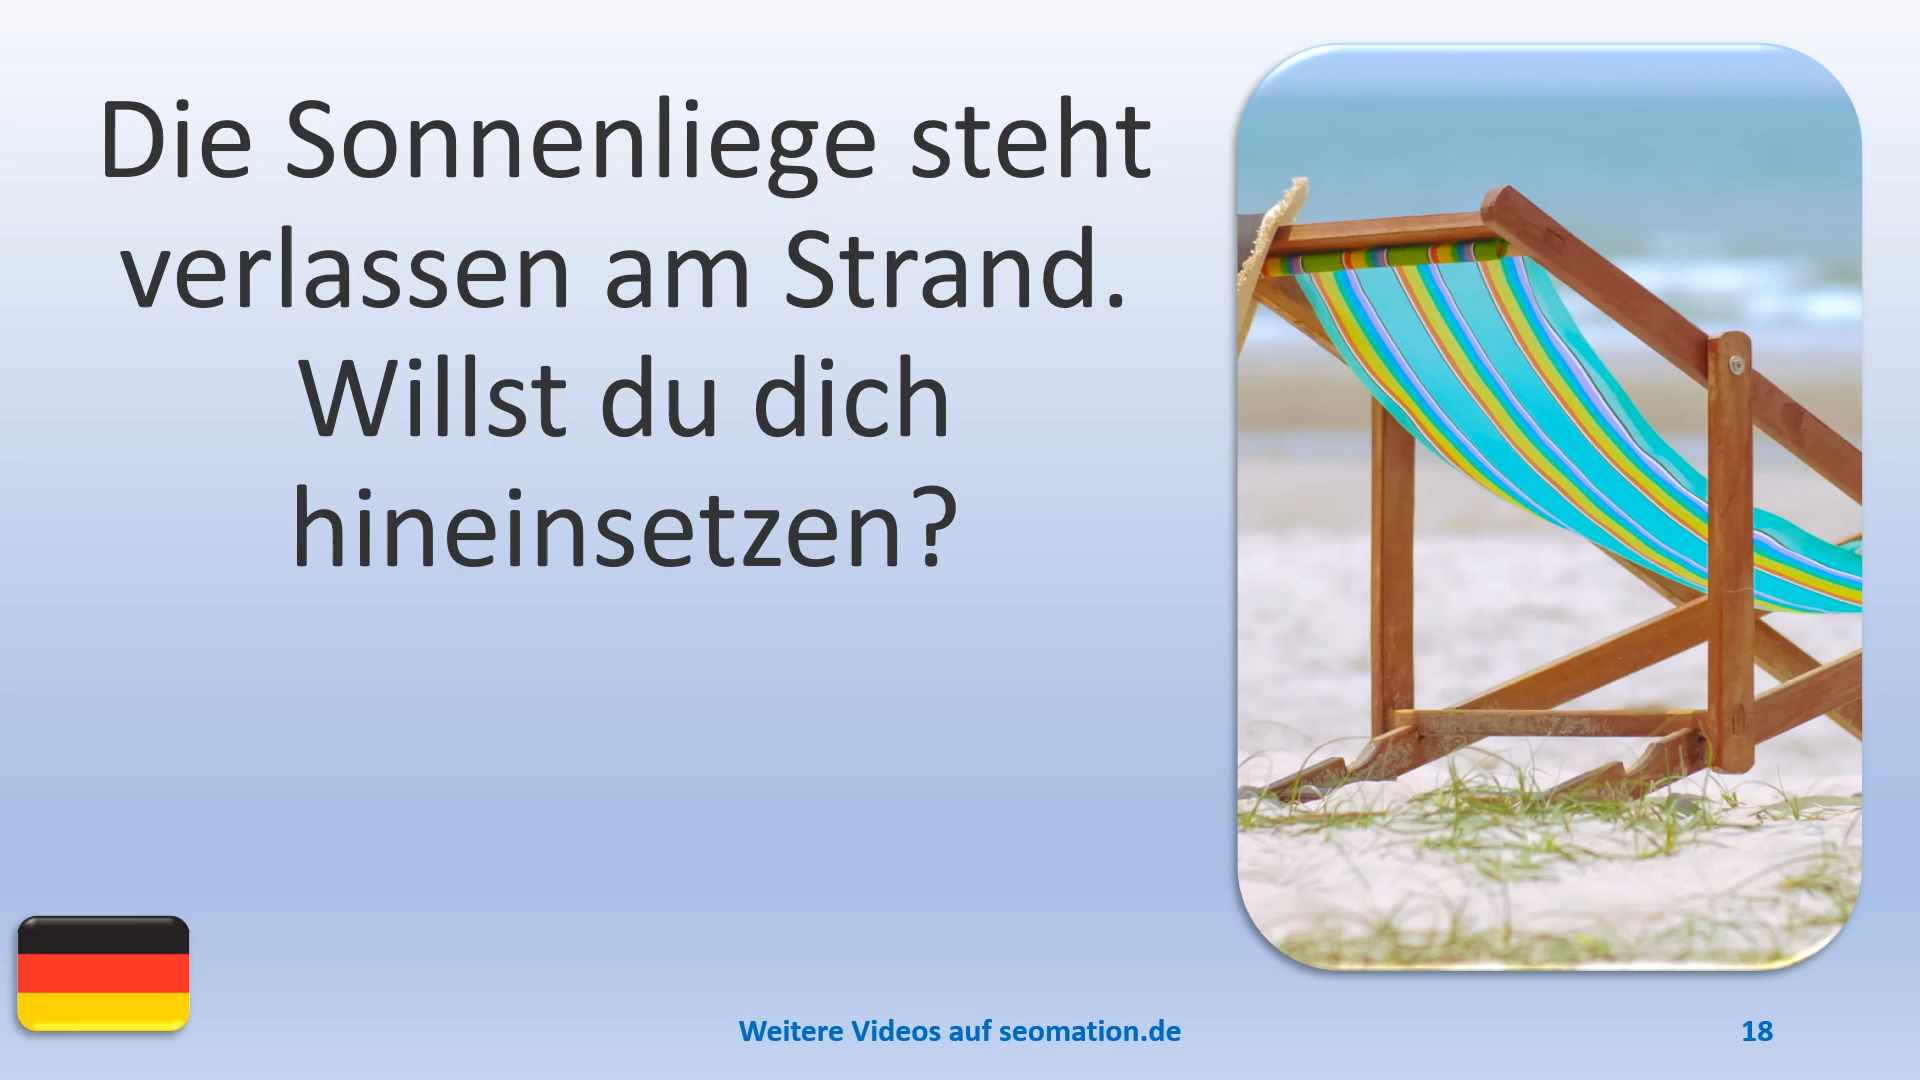 Die Sonnenliege steht
verlassen am Strand.
Willst du dich
hineinsetzen?
Weitere Videos auf seomation.de
18